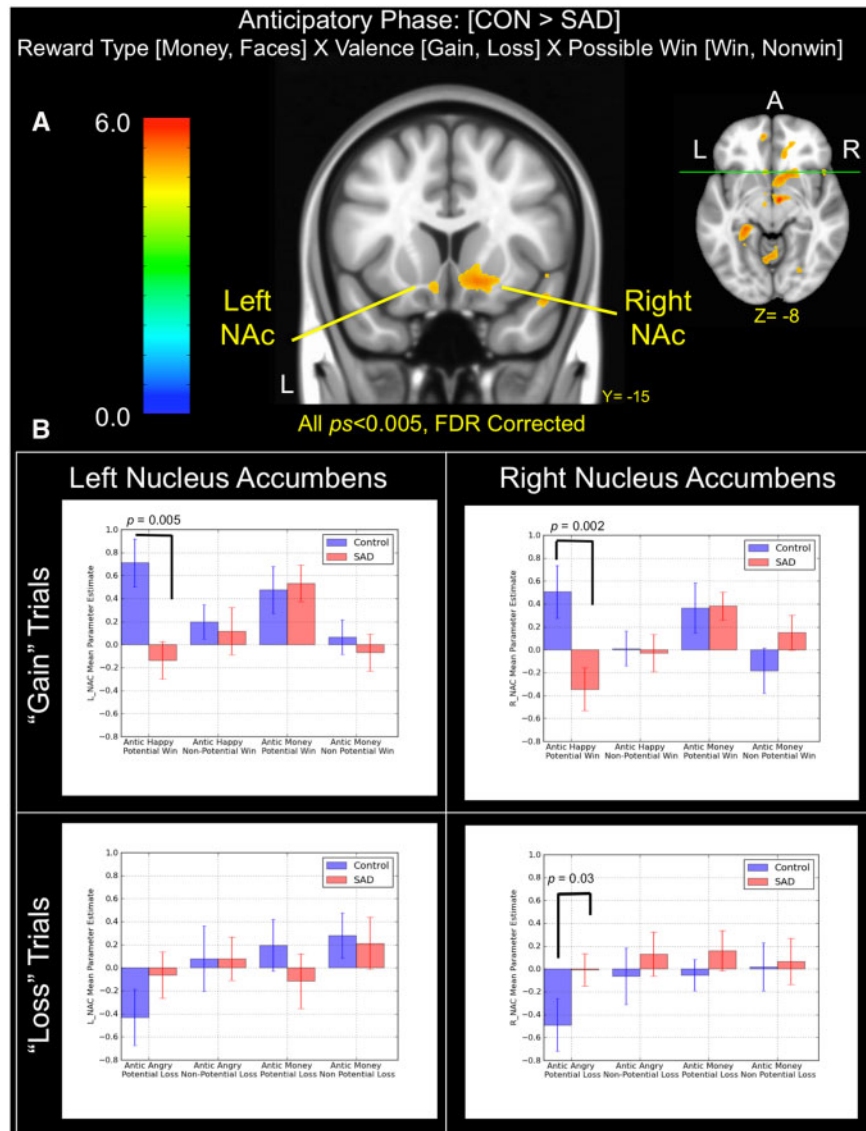 Anticipatory Phase: [CON > SAD]
Reward Type [Money, Faces] X Valence [Gain, Loss] X Possible Win [Win, Nonwin]
A
6.0
0.0
Left
NAc
Right
NAc
L
Y= -15
All ps<0.005, FDR Corrected
A
L
R
Z= -8
B
Left Nucleus Accumbens
Right Nucleus Accumbens
"Gain" Trials
p = 0.005
L_NAC Mean Parameter Estimate
1.0
0.8
0.6
0.4
0.2
0.0
−0.2
−0.4
−0.6
−0.8
Control
SAD
Antic Happy
Potential Win
Antic Happy
Non-Potential Win
Antic Money
Potential Win
Antic Money
Non Potential Win
p = 0.002
R_NAC Mean Parameter Estimate
1.0
0.8
0.6
0.4
0.2
0.0
−0.2
−0.4
−0.6
−0.8
Control
SAD
Antic Happy
Potential Win
Antic Happy
Non-Potential Win
Antic Money
Potential Win
Antic Money
Non Potential Win
"Loss" Trials
L_NAC Mean Parameter Estimate
1.0
0.8
0.6
0.4
0.2
0.0
−0.2
−0.4
−0.6
−0.8
Control
SAD
Antic Angry
Potential Loss
Antic Angry
Non-Potential Loss
Antic Money
Potential Loss
Antic Money
Non Potential Loss
p = 0.03
R_NAC Mean Parameter Estimate
1.0
0.8
0.6
0.4
0.2
0.0
−0.2
−0.4
−0.6
−0.8
Control
SAD
Antic Angry
Potential Loss
Antic Angry
Non-Potential Loss
Antic Money
Potential Loss
Antic Money
Non Potential Loss